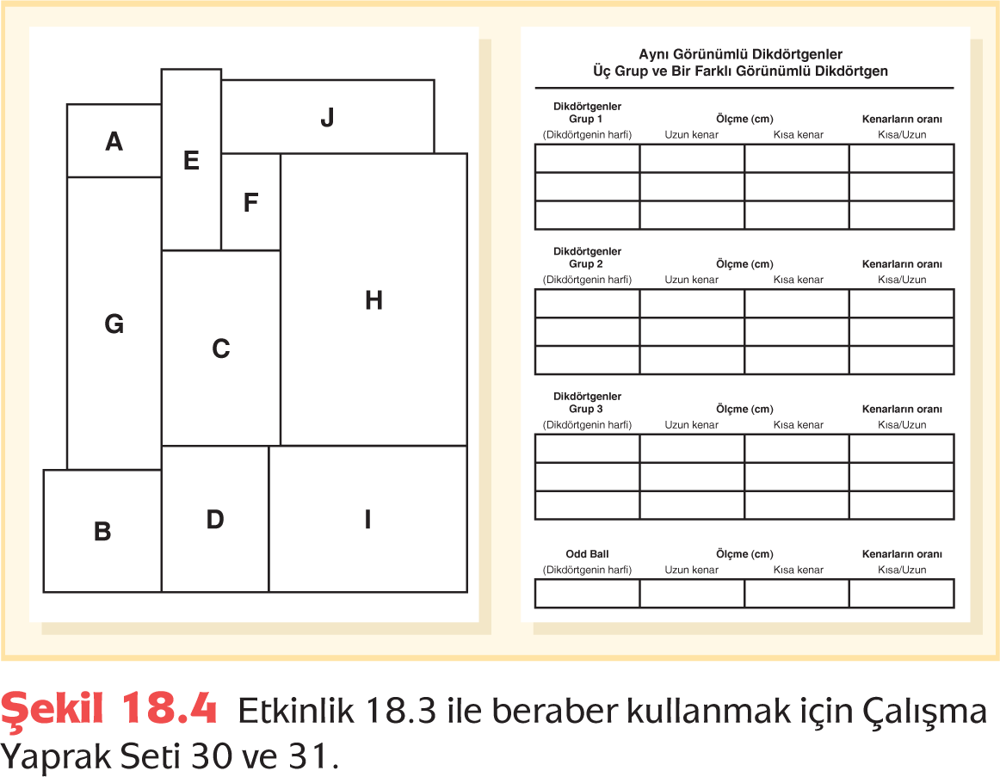 A
E
J
F
G
C
H
B
D
I
Aynı Görünümlü Dikdörtgenler
Üç Grup ve Bir Farklı Görünümlü Dikdörtgen
Dikdörtgenler
Grup 1 Ölçme (cm) Kenarların oranı
(Dikdörtgenin harfi) Uzun kenar Kısa kenar Kısa/Uzun
Dikdörtgenler
Grup 2 Ölçme (cm) Kenarların oranı
(Dikdörtgenin harfi) Uzun kenar Kısa kenar Kısa/Uzun
Dikdörtgenler
Grup 3 Ölçme (cm) Kenarların oranı
(Dikdörtgenin harfi) Uzun kenar Kısa kenar Kısa/Uzun
Odd Ball Ölçme (cm) Kenarların oranı
(Dikdörtgenin harfi) Uzun kenar Kısa kenar Kısa/Uzun
Şekil 18.4 Etkinlik 18.3 ile beraber kullanmak için Çalışma
Yaprak Seti 30 ve 31.